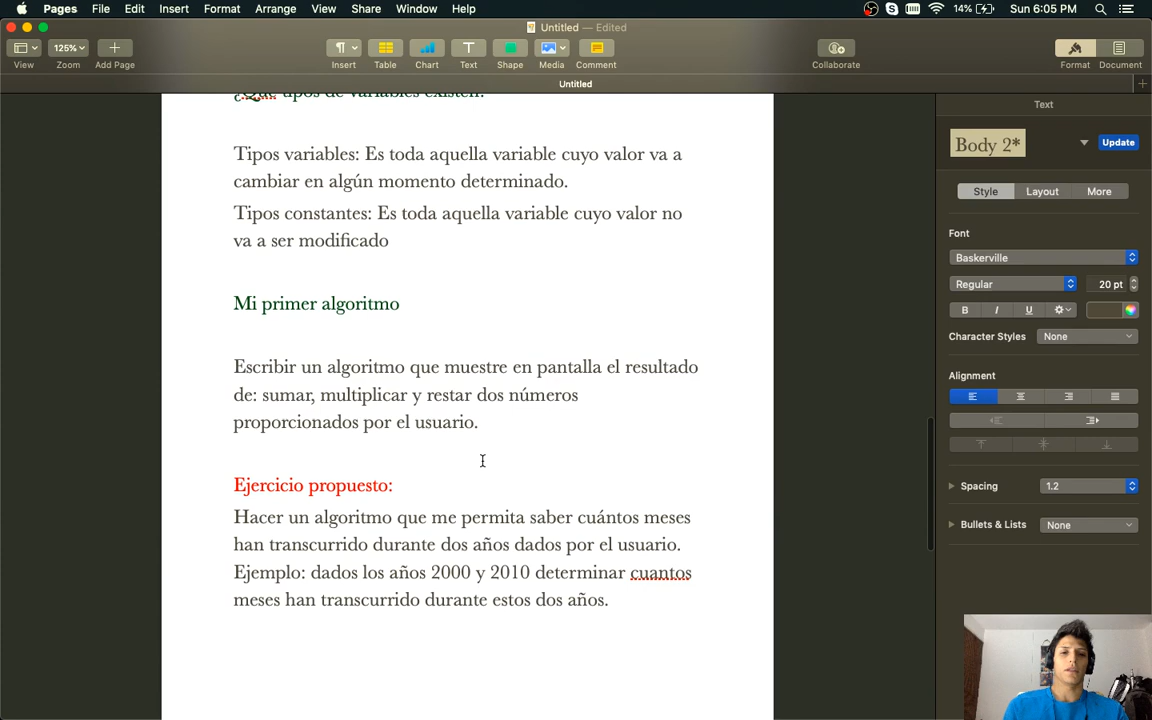 Pages File Edit Insert Format Arrange View Share Window Help 14% Sun 6:05 PM
Untitled — Edited
125%
View Zoom Add Page Insert Table Chart Text Shape Media Comment Collaborate Format Document
Untitled
¿Que tipos de variables existen?
Tipos variables: Es toda aquella variable cuyo valor va a
cambiar en algún momento determinado.
Tipos constantes: Es toda aquella variable cuyo valor no
va a ser modificado
Mi primer algoritmo
Escribir un algoritmo que muestre en pantalla el resultado
de: sumar, multiplicar y restar dos números
proporcionados por el usuario.
Ejercicio propuesto:
Hacer un algoritmo que me permita saber cuántos meses
han transcurrido durante dos años dados por el usuario.
Ejemplo: dados los años 2000 y 2010 determinar cuantos
meses han transcurrido durante estos dos años.
Text
Body 2*
Update
Style Layout More
Font
Baskerville
Regular 20 pt
B I U
Character Styles None
Alignment
Spacing 1.2
Bullets & Lists None